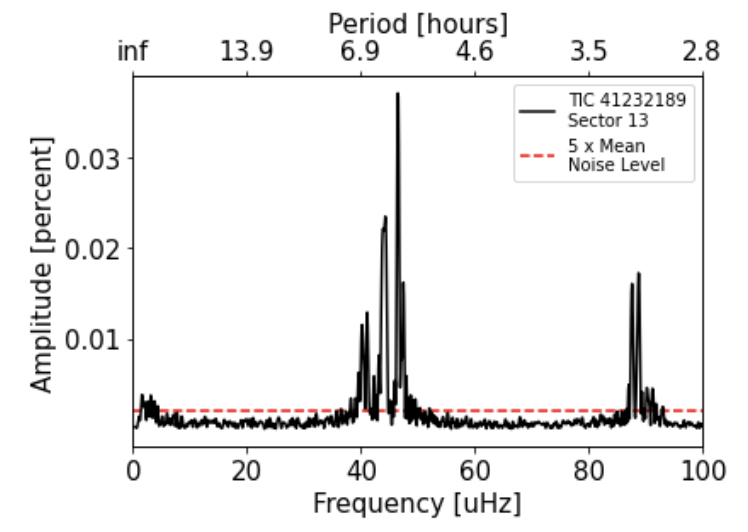 Period [hours]
inf 13.9 6.9 4.6 3.5 2.8
TIC 41232189
Sector 13
5 x Mean
Noise Level
0.03
0.02
0.01
Amplitude [percent]
0 20 40 60 80 100
Frequency [uHz]